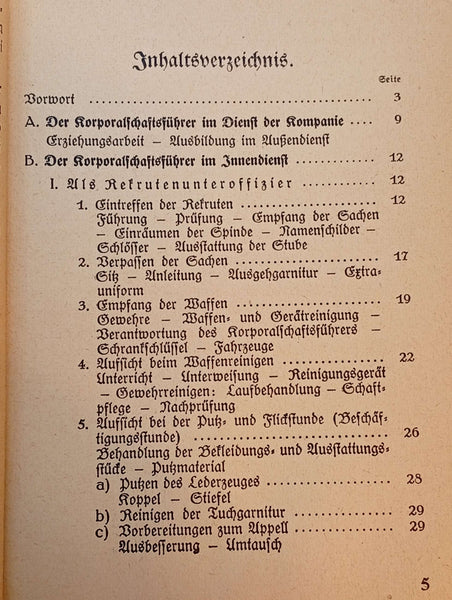 Inhaltsverzeichnis.
Seite
Vorwort 3
A. Der Korporalschaftsführer im Dienst der Kompanie .... 9
Erziehungsarbeit – Ausbildung im Außendienst
B. Der Korporalschaftsführer im Innendienst 12
I. Als Rekrutenunteroffizier 12
1. Eintreffen der Rekruten 12
Führung – Prüfung – Empfang der Sachen
– Einräumen der Spinde – Namenschilder –
Schlösser – Ausstattung der Stube
2. Verpassen der Sachen 17
Sitz – Anleitung – Ausgehgarnitur – Extra-
uniform
3. Empfang der Waffen 19
Gewehre – Waffen- und Gerätreinigung –
Verantwortung des Korporalschaftsführers –
Schrankschlüssel – Fahrzeuge
4. Aufsicht beim Waffenreinigen 22
Unterricht – Unterweisung – Reinigungsgerät
– Gewehrreinigen: Laufbehandlung – Schaft-
pflege – Nachprüfung
5. Aufsicht bei der Putz- und Flickstunde (Beschäf-
tigungsstunde) 26
Behandlung der Bekleidungs- und Ausstattungs-
stücke – Putzmaterial
a) Putzen des Lederzeuges 28
Koppel – Stiefel
b) Reinigen der Tuchgarnitur 29
c) Vorbereitungen zum Appell 29
Ausbesserung – Umtausch
5